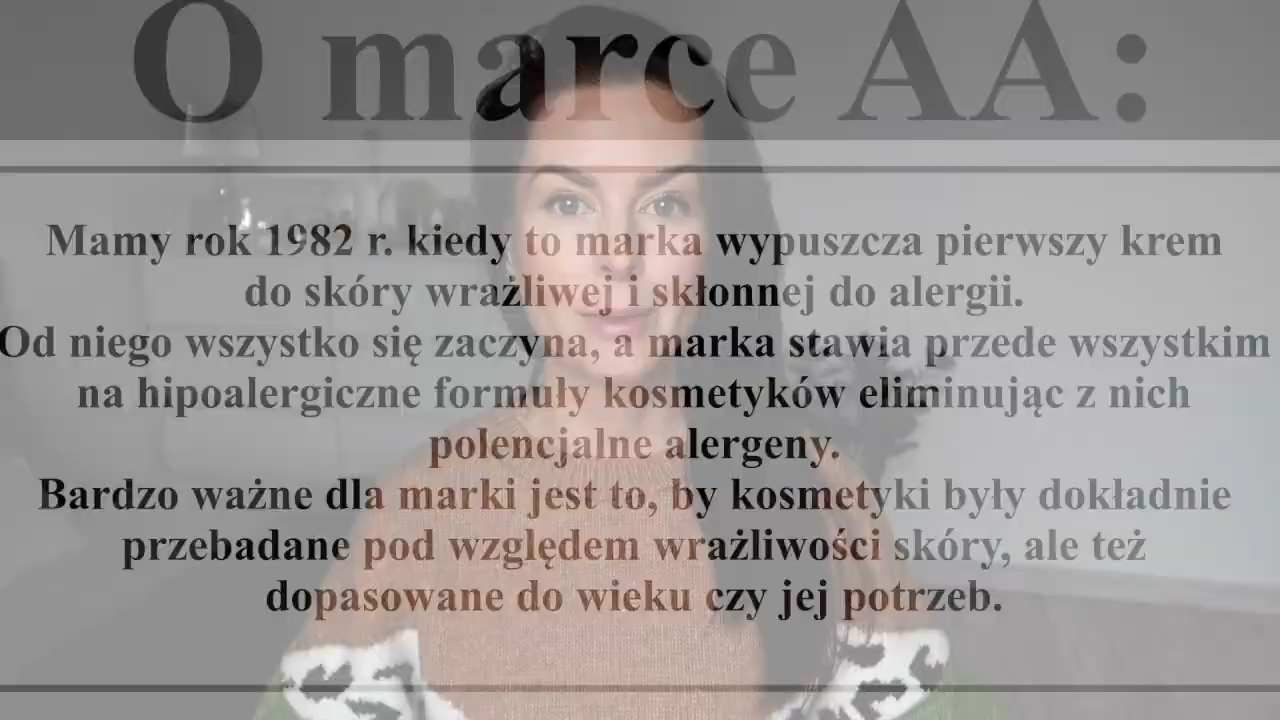 O marce AA:
Mamy rok 1982 r. kiedy to marka wypuszcza pierwszy krem
do skóry wrażliwej i skłonnej do alergii.
Od niego wszystko się zaczyna, a marka stawia przede wszystkim
na hipoalergiczne formuły kosmetyków eliminując z nich
polencjalne alergeny.
Bardzo ważne dla marki jest to, by kosmetyki były dokładnie
przebadane pod względem wrażliwości skóry, ale też
dopasowane do wieku czy jej potrzeb.